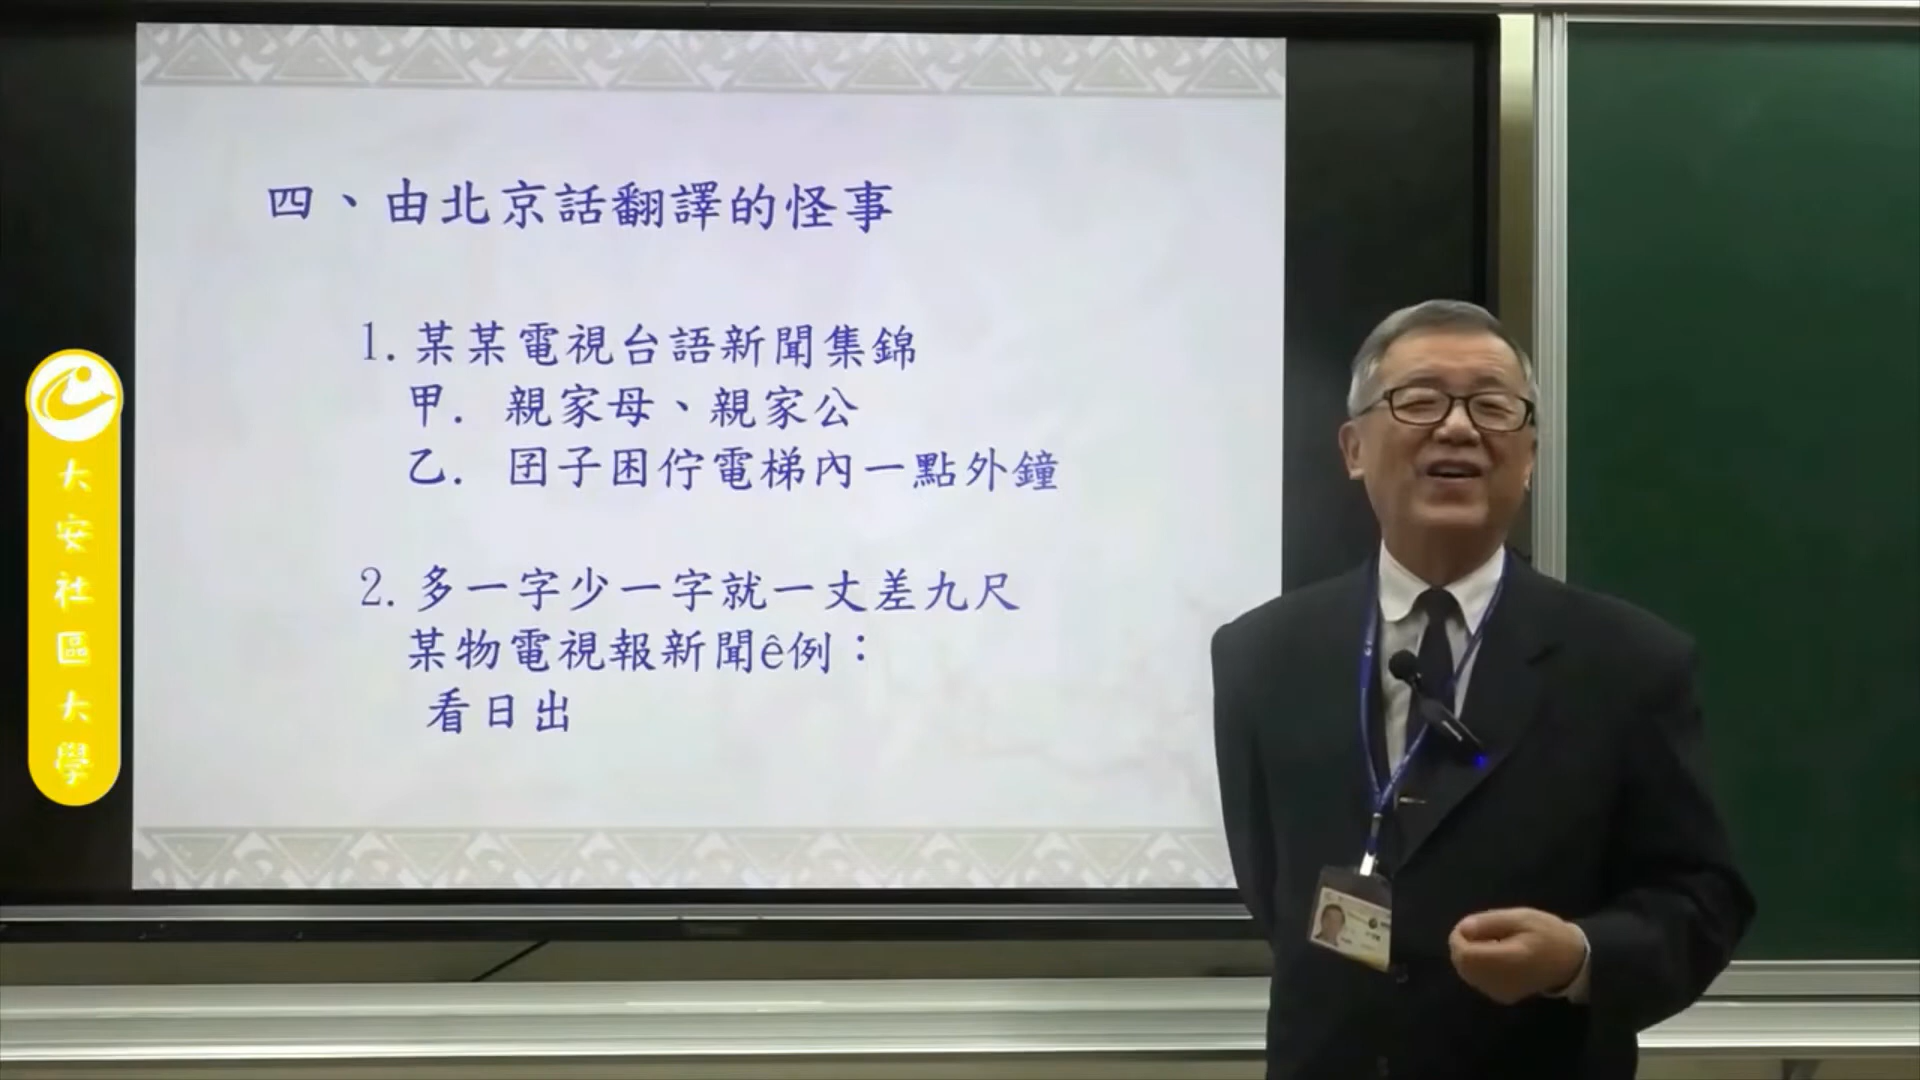 四、由北京話翻譯的怪事
1. 某某電視台語新聞集錦
甲. 親家母、親家公
乙. 囝子困佇電梯內一點外鐘
2. 多一字少一字就一丈差九尺
某物電視報新聞ê例：
看日出
大安社區大學